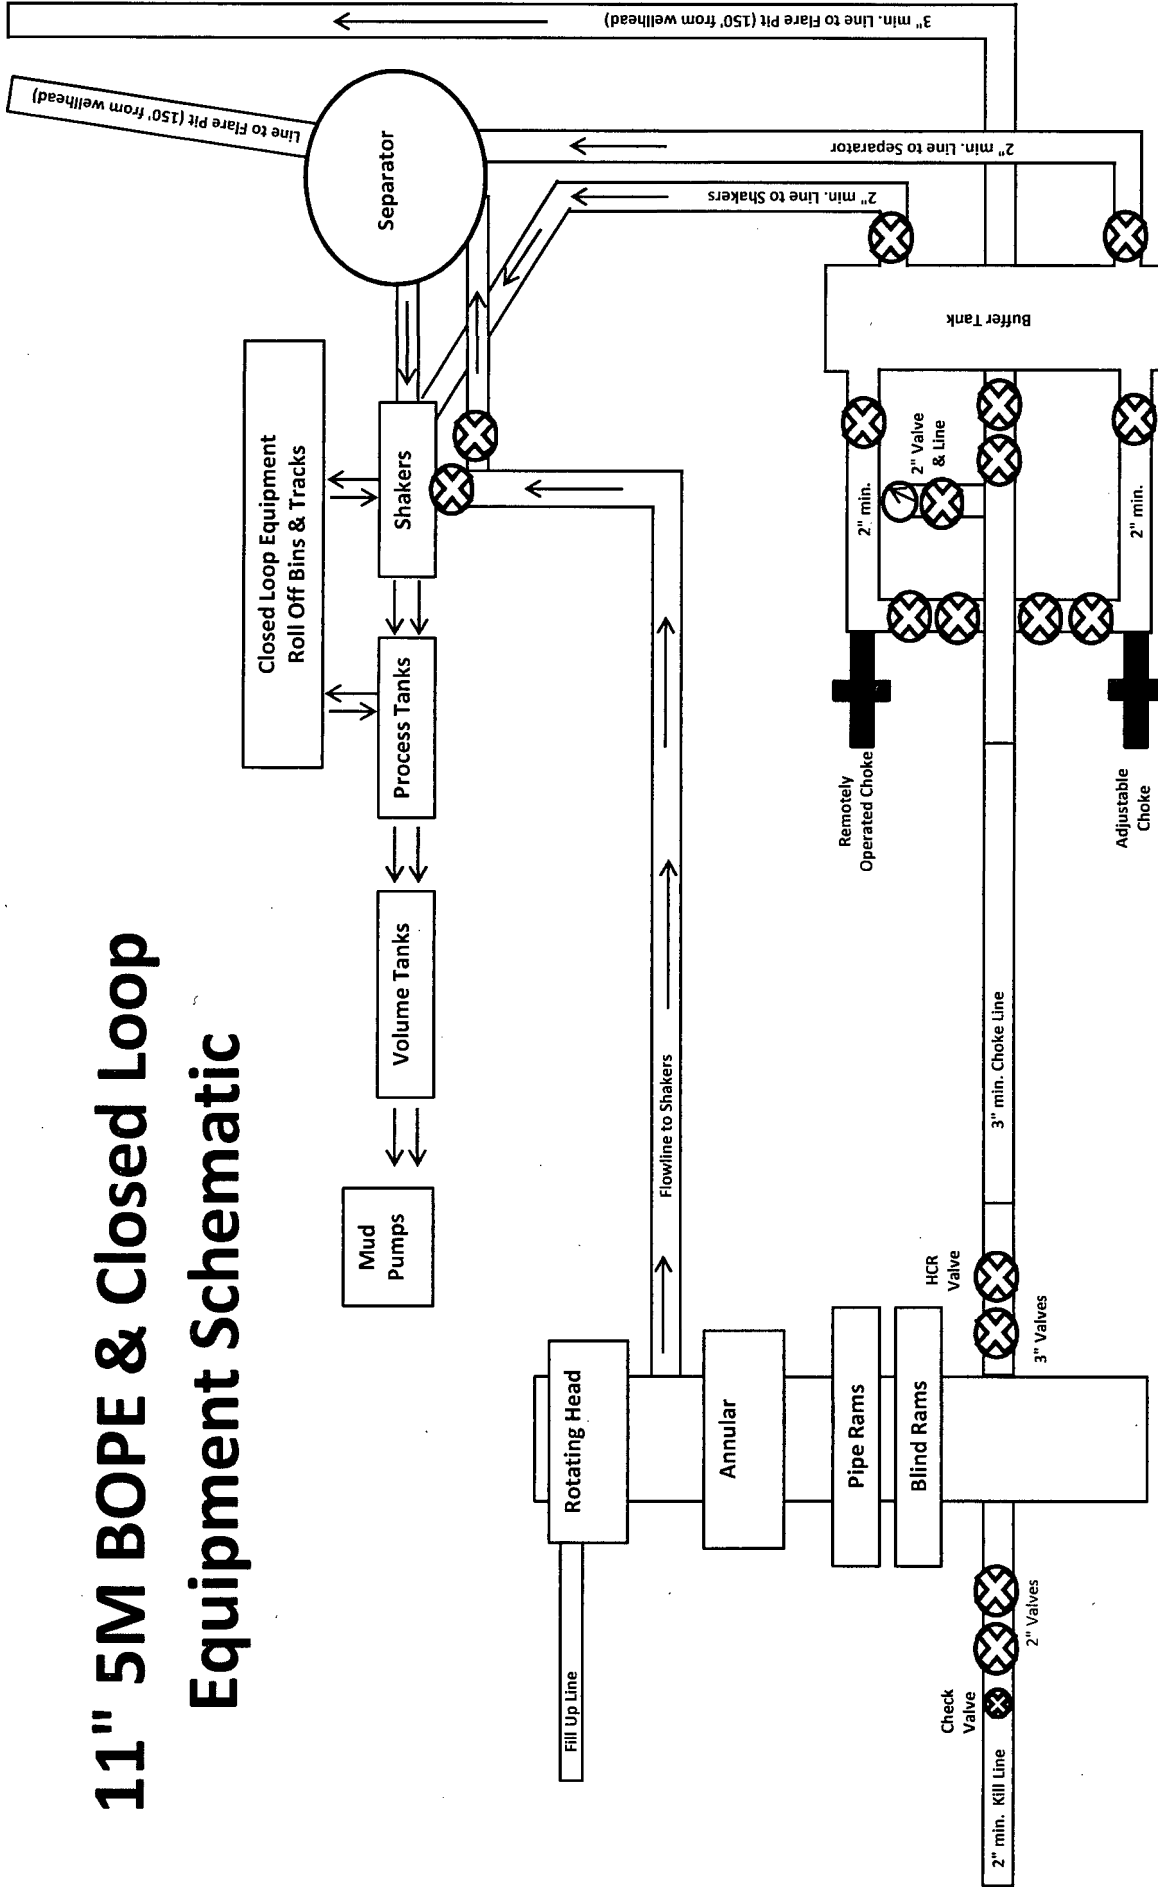 11" 5M BOPE & Closed Loop
Equipment Schematic
Closed Loop Equipment
Roll Off Bins & Tracks
Mud
Pumps
Volume Tanks
Process Tanks
Shakers
Separator
Line to Flare Pit (150' from wellhead)
3" min. Line to Flare Pit (150' from wellhead)
Fill Up Line
Rotating Head
Flowline to Shakers
Annular
Pipe Rams
Blind Rams
2" min. Line to Shakers
2" min. Line to Separator
Remotely
Operated Choke
2" min.
2" Valve
& Line
Buffer Tank
Check
Valve
HCR
Valve
2" min. Kill Line
3" min. Choke Line
2" Valves
3" Valves
Adjustable
Choke
2" min.